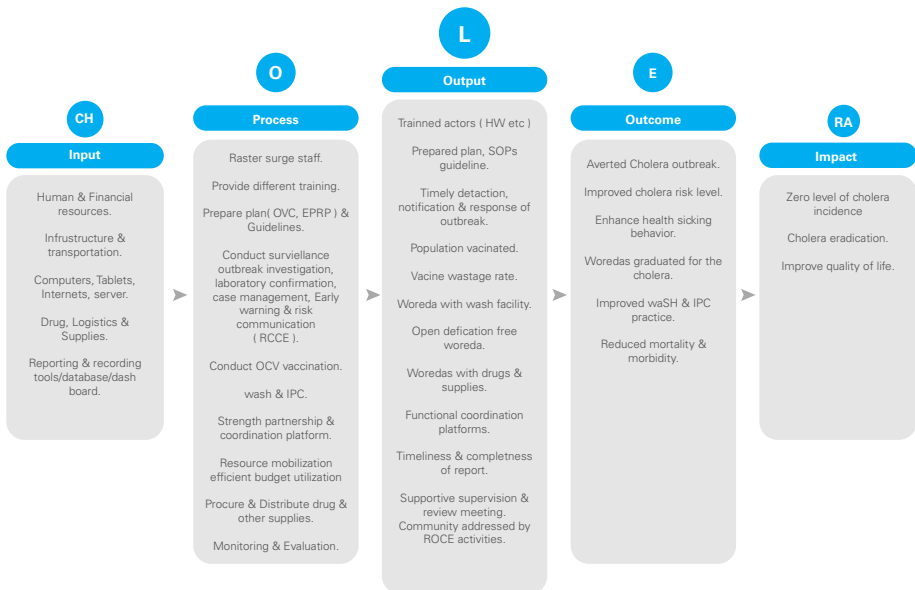 CH
Input
Human & Financial
resources.
Infrustructure &
transportation.
Computers, Tablets,
Internets, server.
Drug, Logistics &
Supplies.
Reporting & recording
tools/database/dash
board.
O
Process
Raster surge staff.
Provide different training.
Prepare plan( OVC, EPRP ) &
Guidelines.
Conduct surviellance
outbreak investigation,
laboratory confirmation,
case management, Early
warning & risk
communication
( RCCE ).
Conduct OCV vaccination.
wash & IPC.
Strength partnership &
coordination platform.
Resource mobilization
efficient budget utilization
Procure & Distribute drug &
other supplies.
Monitoring & Evaluation.
L
Output
Trainned actors ( HW etc )
Prepared plan, SOPs
guideline.
Timely detaction,
notification & response of
outbreak.
Population vacinated.
Vacine wastage rate.
Woreda with wash facility.
Open defication free
woreda.
Woredas with drugs &
supplies.
Functional coordination
platforms.
Timeliness & completness
of report.
Supportive supervision &
review meeting.
Community addressed by
ROCE activities.
E
Outcome
Averted Cholera outbreak.
Improved cholera risk level.
Enhance health sicking
behavior.
Woredas graduated for the
cholera.
Improved waSH & IPC
practice.
Reduced mortality &
morbidity.
RA
Impact
Zero level of cholera
incidence
Cholera eradication.
Improve quality of life.